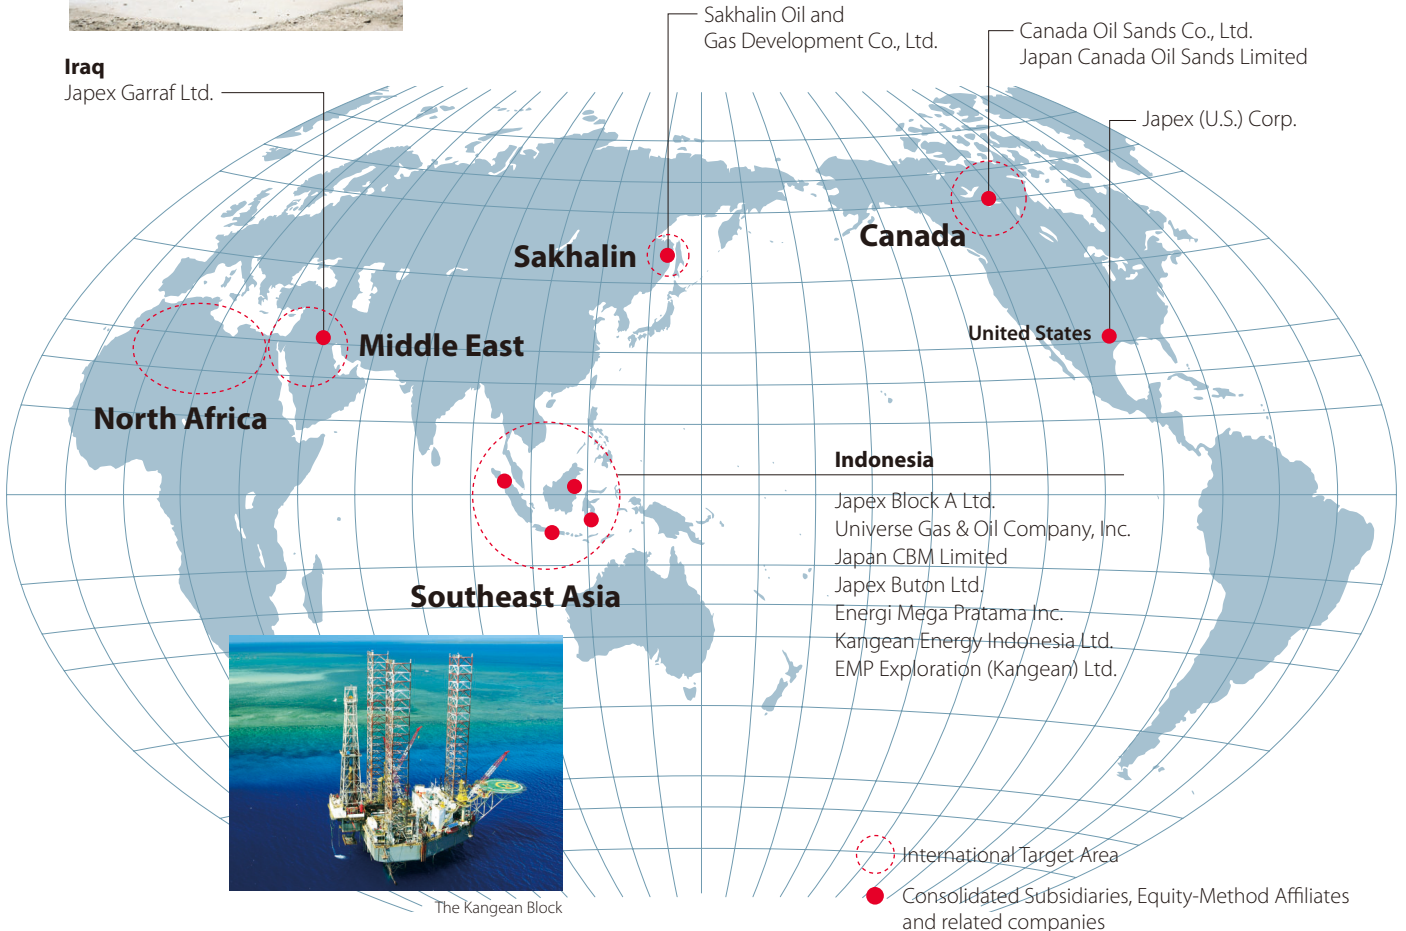 Sakhalin Oil and
Gas Development Co., Ltd.
Canada Oil Sands Co., Ltd.
Japan Canada Oil Sands Limited
Iraq
Japex Garraf Ltd.
Japex (U.S.) Corp.
Canada
Sakhalin
United States
Middle East
North Africa
Indonesia
Japex Block A Ltd.
Universe Gas & Oil Company, Inc.
Japan CBM Limited
Japex Buton Ltd.
Energi Mega Pratama Inc.
Kangean Energy Indonesia Ltd.
EMP Exploration (Kangean) Ltd.
Southeast Asia
The Kangean Block
International Target Area
Consolidated Subsidiaries, Equity-Method Affiliates
and related companies